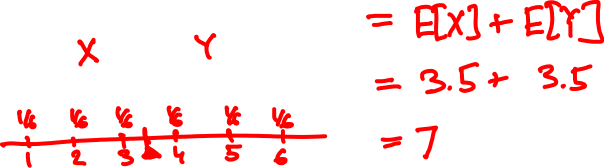 X Y
1/6 1/6 1/6 1/6 1/6 1/6
1 2 3 4 5 6
= E[X] + E[Y]
= 3.5 + 3.5
= 7